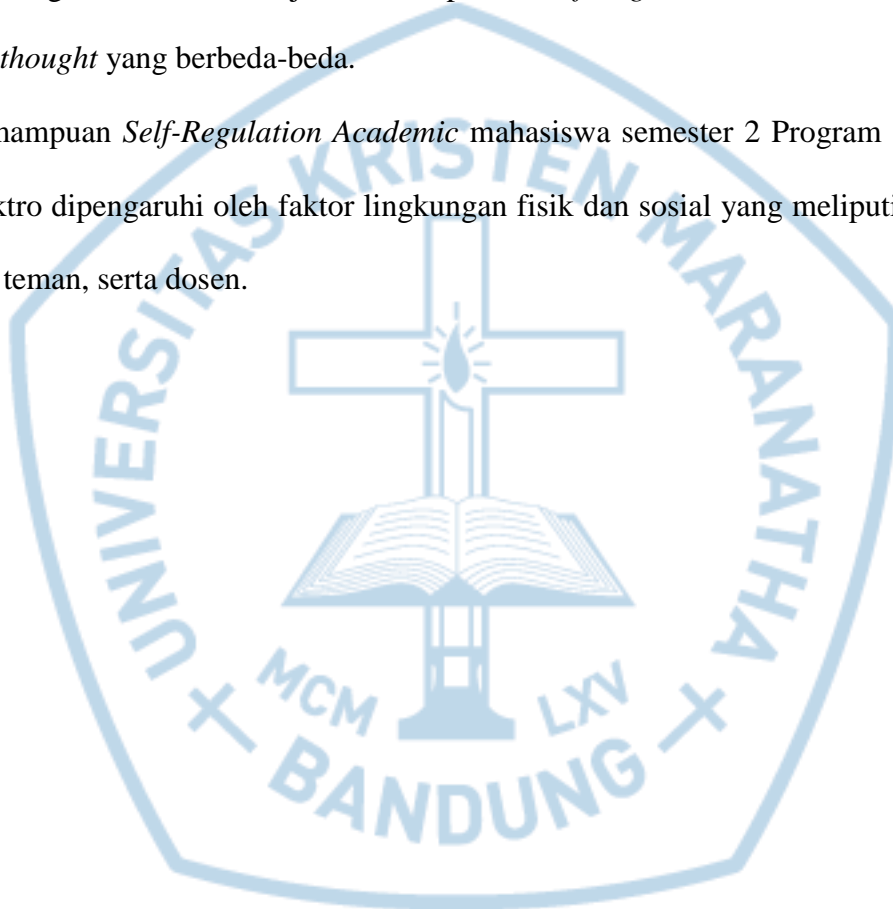 thought yang berbeda-beda.
hampuan Self-Regulation Academic mahasiswa semester 2 Program
ktro dipengaruhi oleh faktor lingkungan fisik dan sosial yang meliputi
teman, serta dosen.
UNIVERSITAS KRISTEN MARANATHA
MCM LXV
BANDUNG